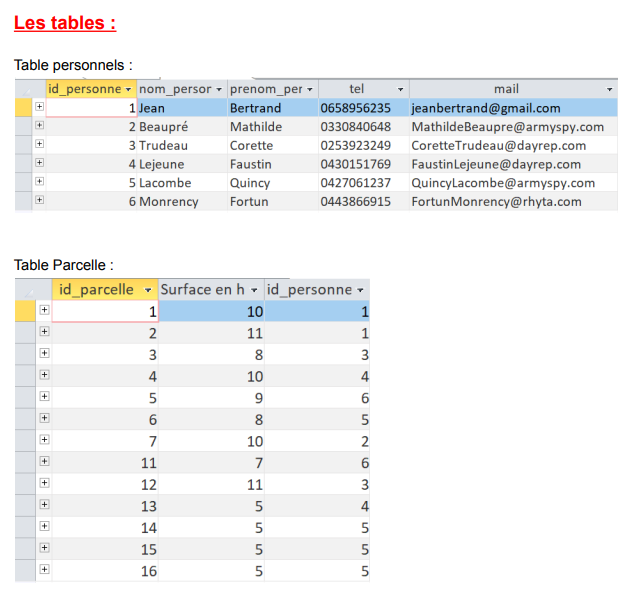 Les tables :
Table personnels :
id_personne nom_persor prenom_per tel mail
1 Jean Bertrand 0658956235 jeanbertrand@gmail.com
2 Beaupré Mathilde 0330840648 MathildeBeaupre@armyspy.com
3 Trudeau Corette 0253923249 CoretteTrudeau@dayrep.com
4 Lejeune Faustin 0430151769 FaustinLejeune@dayrep.com
5 Lacombe Quincy 0427061237 QuincyLacombe@armyspy.com
6 Monrency Fortun 0443866915 FortunMonrency@rhyta.com
Table Parcelle :
id_parcelle Surface en h id_personne
1 10 1
2 11 1
3 8 3
4 10 4
5 9 6
6 8 5
7 10 2
11 7 6
12 11 3
13 5 4
14 5 5
15 5 5
16 5 5